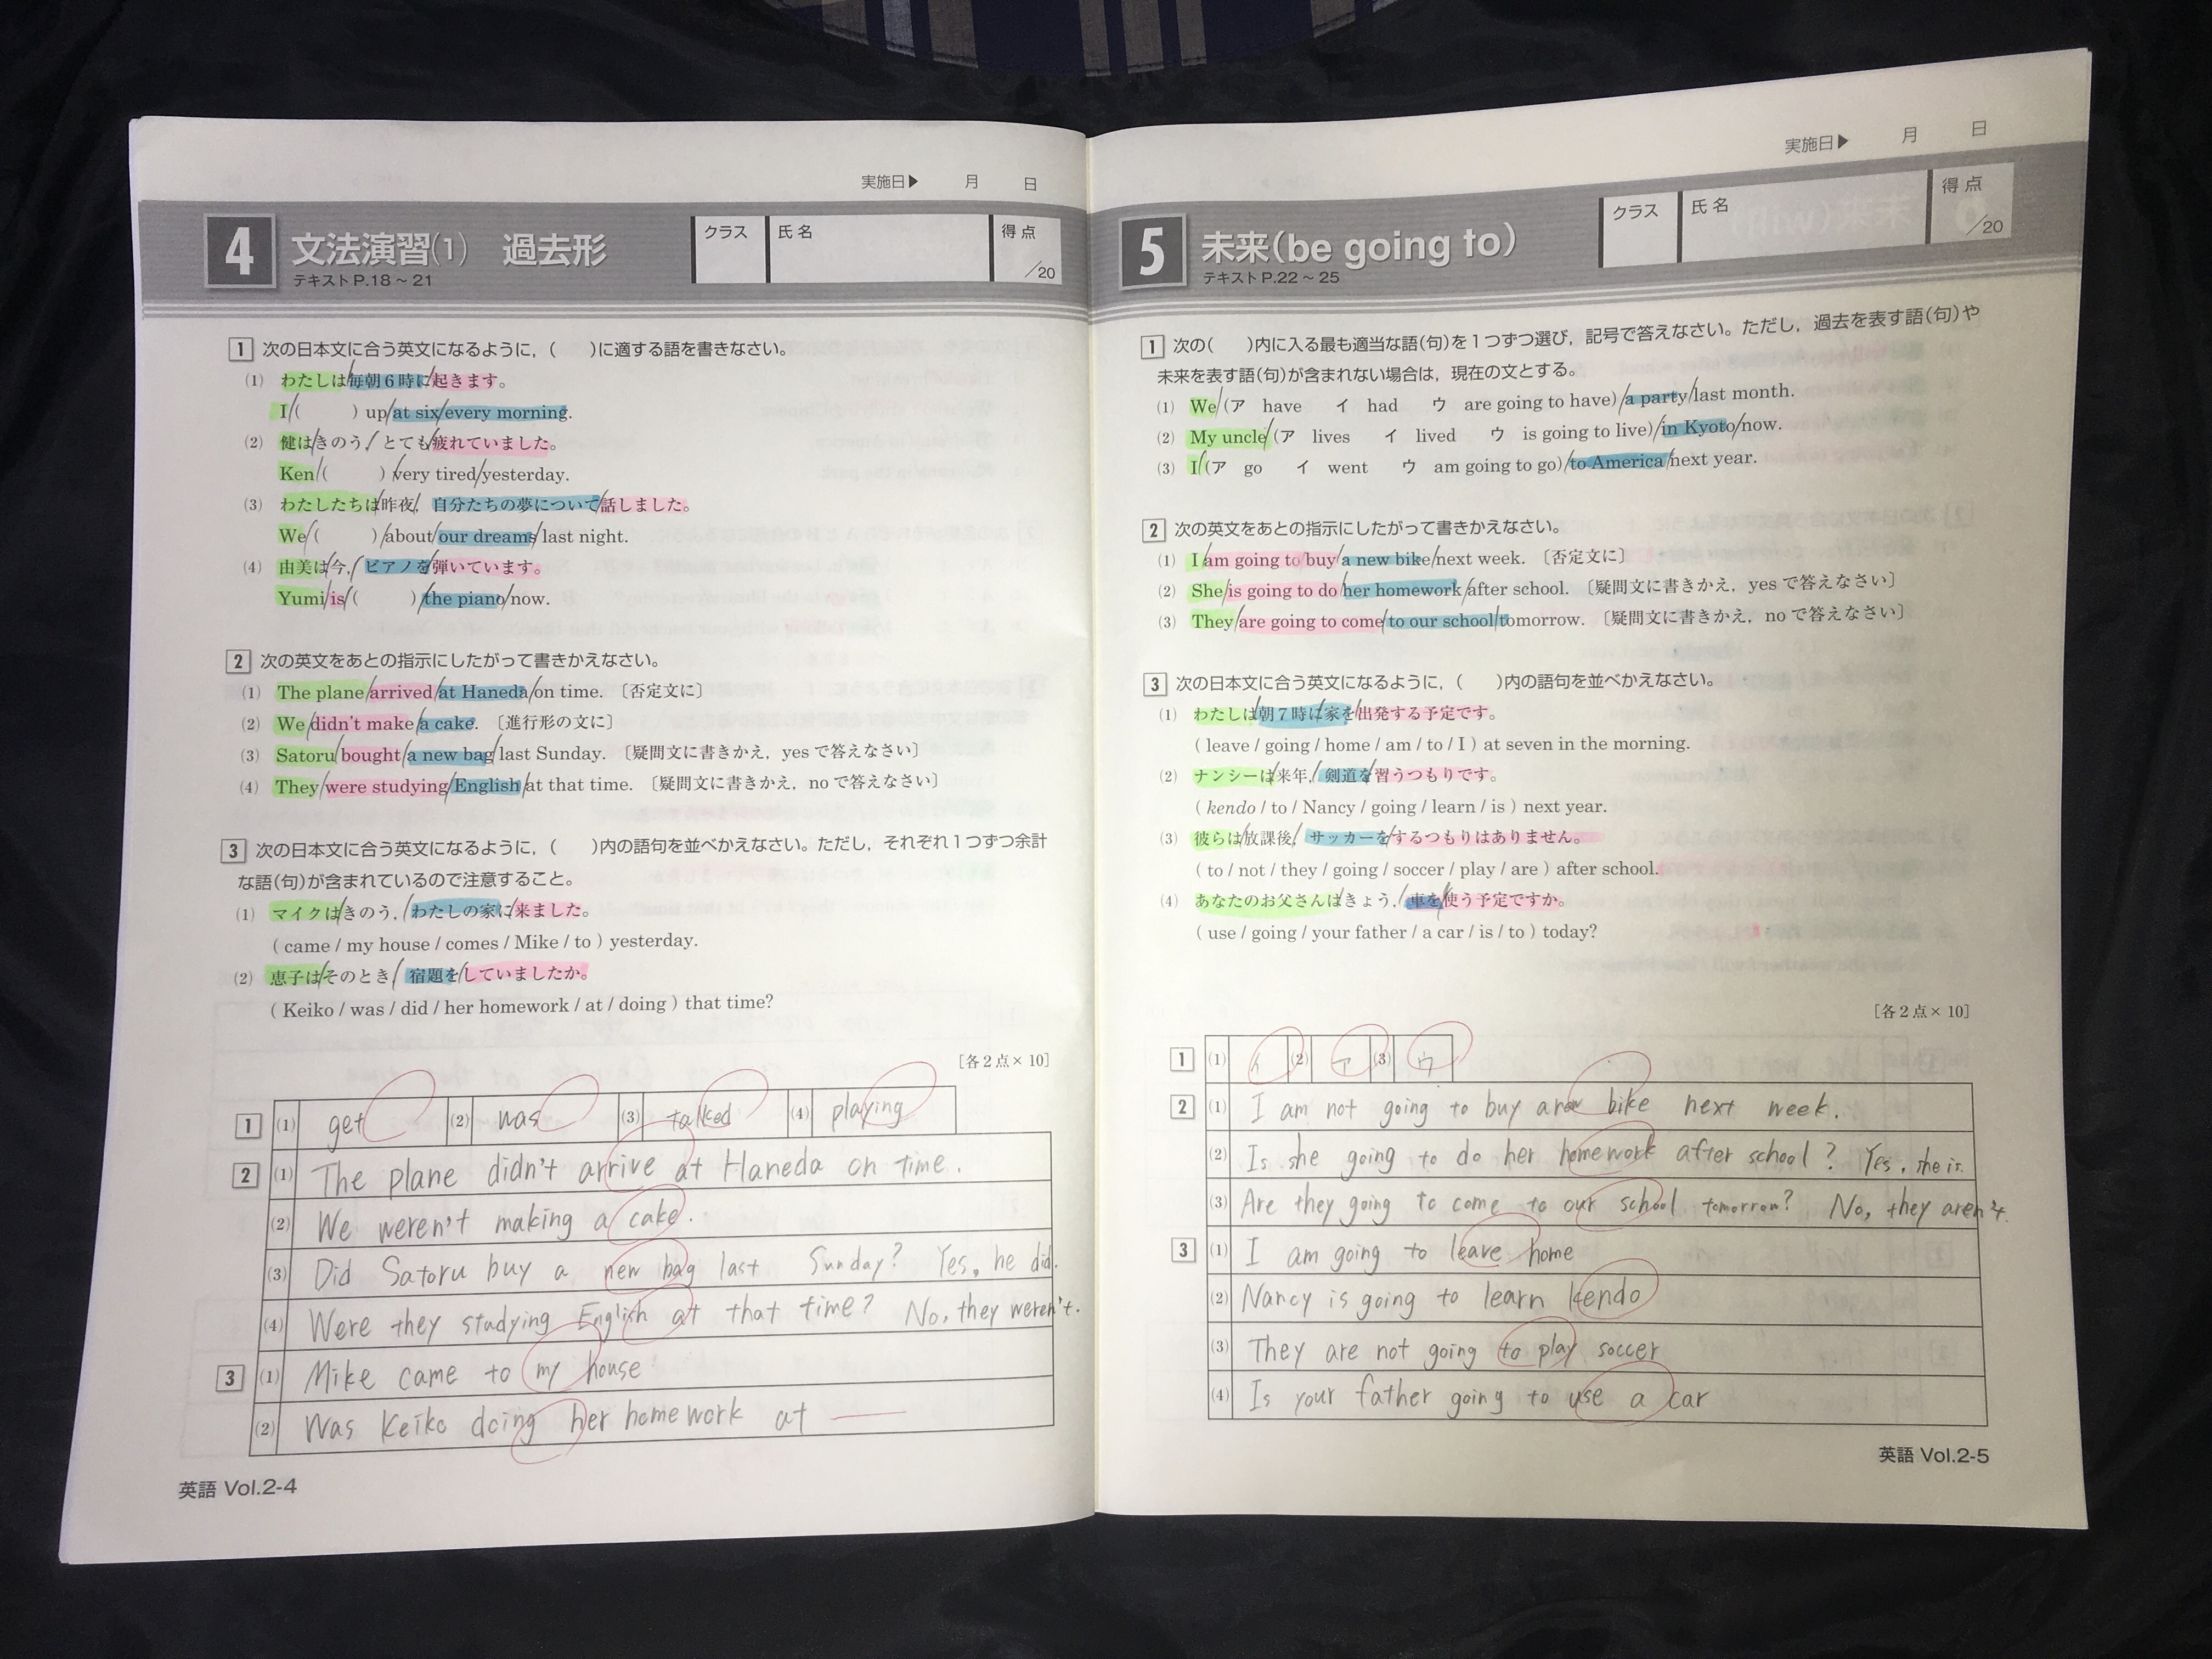 実施日▶ 月 日
4 文法演習(1) 過去形
テキストP.18～21
クラス 氏名 得点 /20
1 次の日本文に合う英文になるように，( )に適する語を書きなさい。
(1) わたしは毎朝6時に起きます。
I ( ) up at six every morning.
(2) 健はきのう，とても疲れていました。
Ken ( ) very tired yesterday.
(3) わたしたちは昨夜，自分たちの夢について話しました。
We ( ) about our dreams last night.
(4) 由美は今，ピアノを弾いています。
Yumi is ( ) the piano now.
2 次の英文をあとの指示にしたがって書きかえなさい。
(1) The plane arrived at Haneda on time. 〔否定文に〕
(2) We didn't make a cake. 〔進行形の文に〕
(3) Satoru bought a new bag last Sunday. 〔疑問文に書きかえ，yesで答えなさい〕
(4) They were studying English at that time. 〔疑問文に書きかえ，noで答えなさい〕
3 次の日本文に合う英文になるように，( )内の語句を並べかえなさい。ただし，それぞれ1つずつ余計
な語(句)が含まれているので注意すること。
(1) マイクはきのう，わたしの家に来ました。
( came / my house / comes / Mike / to ) yesterday.
(2) 恵子はそのとき，宿題をしていましたか。
( Keiko / was / did / her homework / at / doing ) that time?
[各2点×10]
1 (1) get (2) was (3) talked (4) playing
2 (1) The plane didn't arrive at Haneda on time.
(2) We weren't making a cake.
(3) Did Satoru buy a new bag last Sunday? Yes, he did.
(4) Were they studying English at that time? No, they weren't.
3 (1) Mike came to my house
(2) Was Keiko doing her homework at
英語 Vol.2-4
実施日▶ 月 日
5 未来(be going to)
テキストP.22～25
クラス 氏名 得点 /20
1 次の( )内に入る最も適当な語(句)を1つずつ選び，記号で答えなさい。ただし，過去を表す語(句)や
未来を表す語(句)が含まれない場合は，現在の文とする。
(1) We (ア have イ had ウ are going to have) a party last month.
(2) My uncle (ア lives イ lived ウ is going to live) in Kyoto now.
(3) I (ア go イ went ウ am going to go) to America next year.
2 次の英文をあとの指示にしたがって書きかえなさい。
(1) I am going to buy a new bike next week. 〔否定文に〕
(2) She is going to do her homework after school. 〔疑問文に書きかえ，yesで答えなさい〕
(3) They are going to come to our school tomorrow. 〔疑問文に書きかえ，noで答えなさい〕
3 次の日本文に合う英文になるように，( )内の語句を並べかえなさい。
(1) わたしは朝7時に家を出発する予定です。
( leave / going / home / am / to / I ) at seven in the morning.
(2) ナンシーは来年，剣道を習うつもりです。
( kendo / to / Nancy / going / learn / is ) next year.
(3) 彼らは放課後，サッカーをするつもりはありません。
( to / not / they / going / soccer / play / are ) after school.
(4) あなたのお父さんはきょう，車を使う予定ですか。
( use / going / your father / a car / is / to ) today?
[各2点×10]
1 (1) イ (2) ア (3) ウ
2 (1) I am not going to buy a new bike next week.
(2) Is she going to do her homework after school? Yes, she is.
(3) Are they going to come to our school tomorrow? No, they aren't.
3 (1) I am going to leave home
(2) Nancy is going to learn kendo
(3) They are not going to play soccer
(4) Is your father going to use a car
英語 Vol.2-5